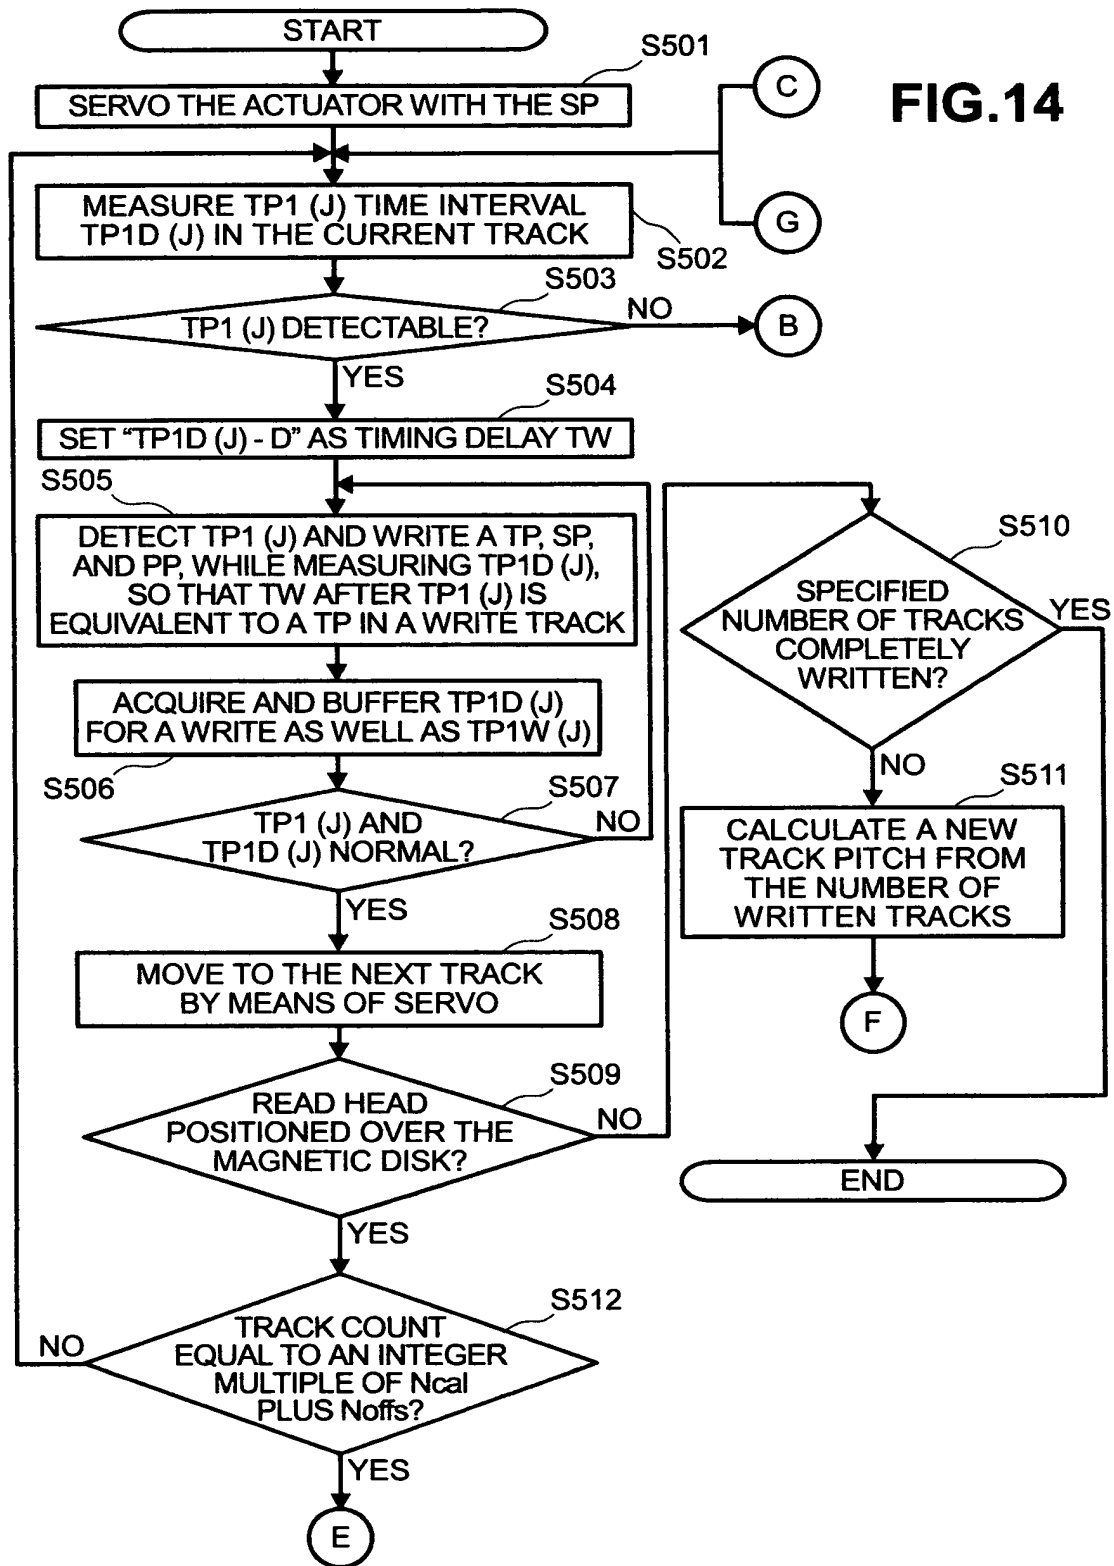 START
S501
C
FIG.14
SERVO THE ACTUATOR WITH THE SP
MEASURE TP1 (J) TIME INTERVAL
TP1D (J) IN THE CURRENT TRACK
S502
G
S503
TP1 (J) DETECTABLE?
NO
B
YES
S504
SET "TP1D (J) - D" AS TIMING DELAY TW
S505
DETECT TP1 (J) AND WRITE A TP, SP,
AND PP, WHILE MEASURING TP1D (J),
SO THAT TW AFTER TP1 (J) IS
EQUIVALENT TO A TP IN A WRITE TRACK
ACQUIRE AND BUFFER TP1D (J)
FOR A WRITE AS WELL AS TP1W (J)
S506
S507
TP1 (J) AND
TP1D (J) NORMAL?
NO
YES
S508
MOVE TO THE NEXT TRACK
BY MEANS OF SERVO
S509
READ HEAD
POSITIONED OVER THE
MAGNETIC DISK?
NO
YES
S510
SPECIFIED
NUMBER OF TRACKS
COMPLETELY
WRITTEN?
YES
NO
S511
CALCULATE A NEW
TRACK PITCH FROM
THE NUMBER OF
WRITTEN TRACKS
F
END
S512
TRACK COUNT
EQUAL TO AN INTEGER
MULTIPLE OF Ncal
PLUS Noffs?
NO
YES
E